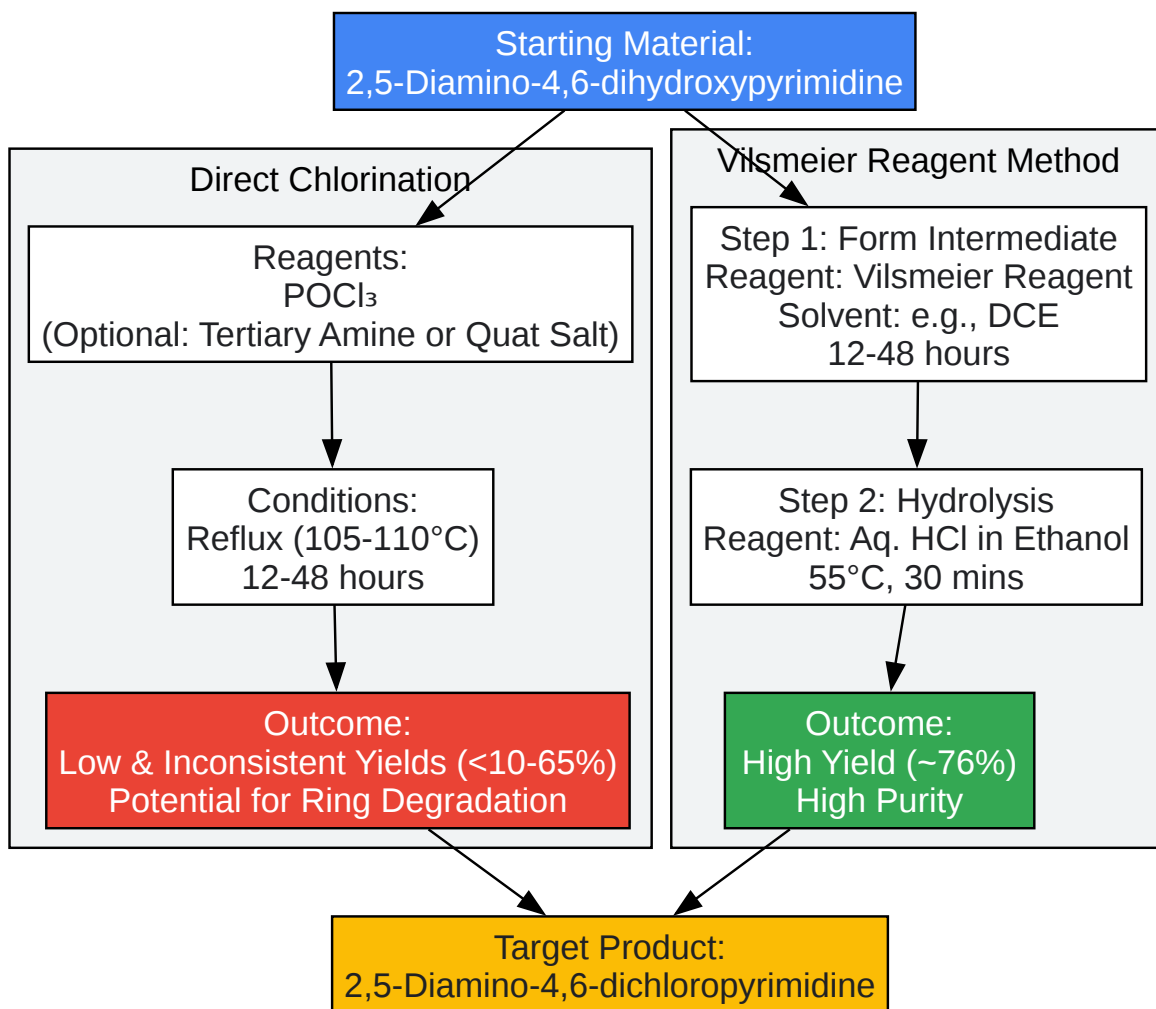 Starting Material:
2,5-Diamino-4,6-dihydroxypyrimidine
Direct Chlorination
Reagents:
POCl₃
(Optional: Tertiary Amine or Quat Salt)
Conditions:
Reflux (105-110°C)
12-48 hours
Outcome:
Low & Inconsistent Yields (<10-65%)
Potential for Ring Degradation
Vilsmeier Reagent Method
Step 1: Form Intermediate
Reagent: Vilsmeier Reagent
Solvent: e.g., DCE
12-48 hours
Step 2: Hydrolysis
Reagent: Aq. HCl in Ethanol
55°C, 30 mins
Outcome:
High Yield (~76%)
High Purity
Target Product:
2,5-Diamino-4,6-dichloropyrimidine